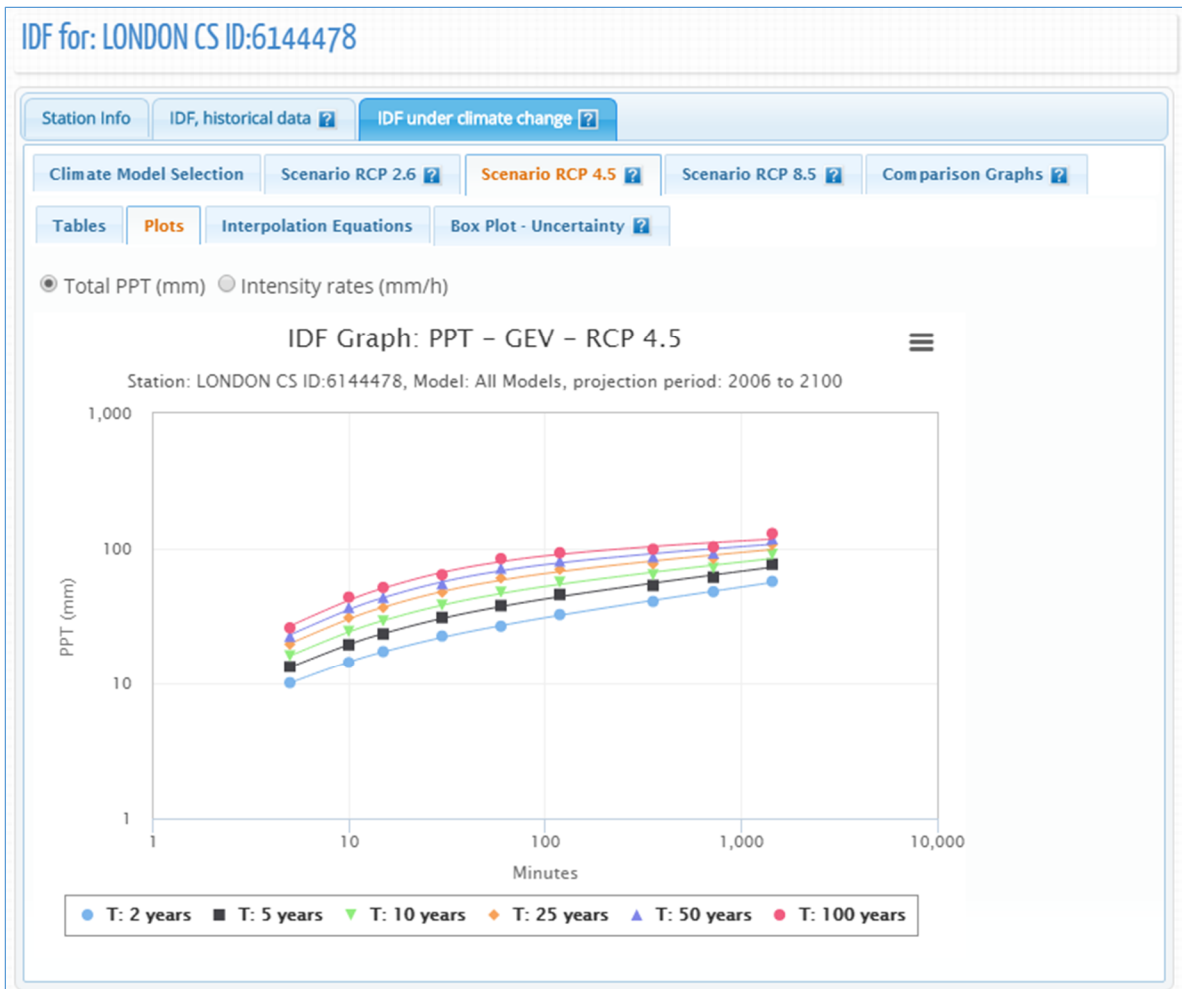 IDF for: LONDON CS ID:6144478
Station Info IDF, historical data ? IDF under climate change ?
Climate Model Selection Scenario RCP 2.6 ? Scenario RCP 4.5 ? Scenario RCP 8.5 ? Comparison Graphs ?
Tables Plots Interpolation Equations Box Plot - Uncertainty ?
Total PPT (mm) Intensity rates (mm/h)
IDF Graph: PPT – GEV – RCP 4.5
Station: LONDON CS ID:6144478, Model: All Models, projection period: 2006 to 2100
1,000
100
10
1
PPT (mm)
1 10 100 1,000 10,000
Minutes
T: 2 years T: 5 years T: 10 years T: 25 years T: 50 years T: 100 years